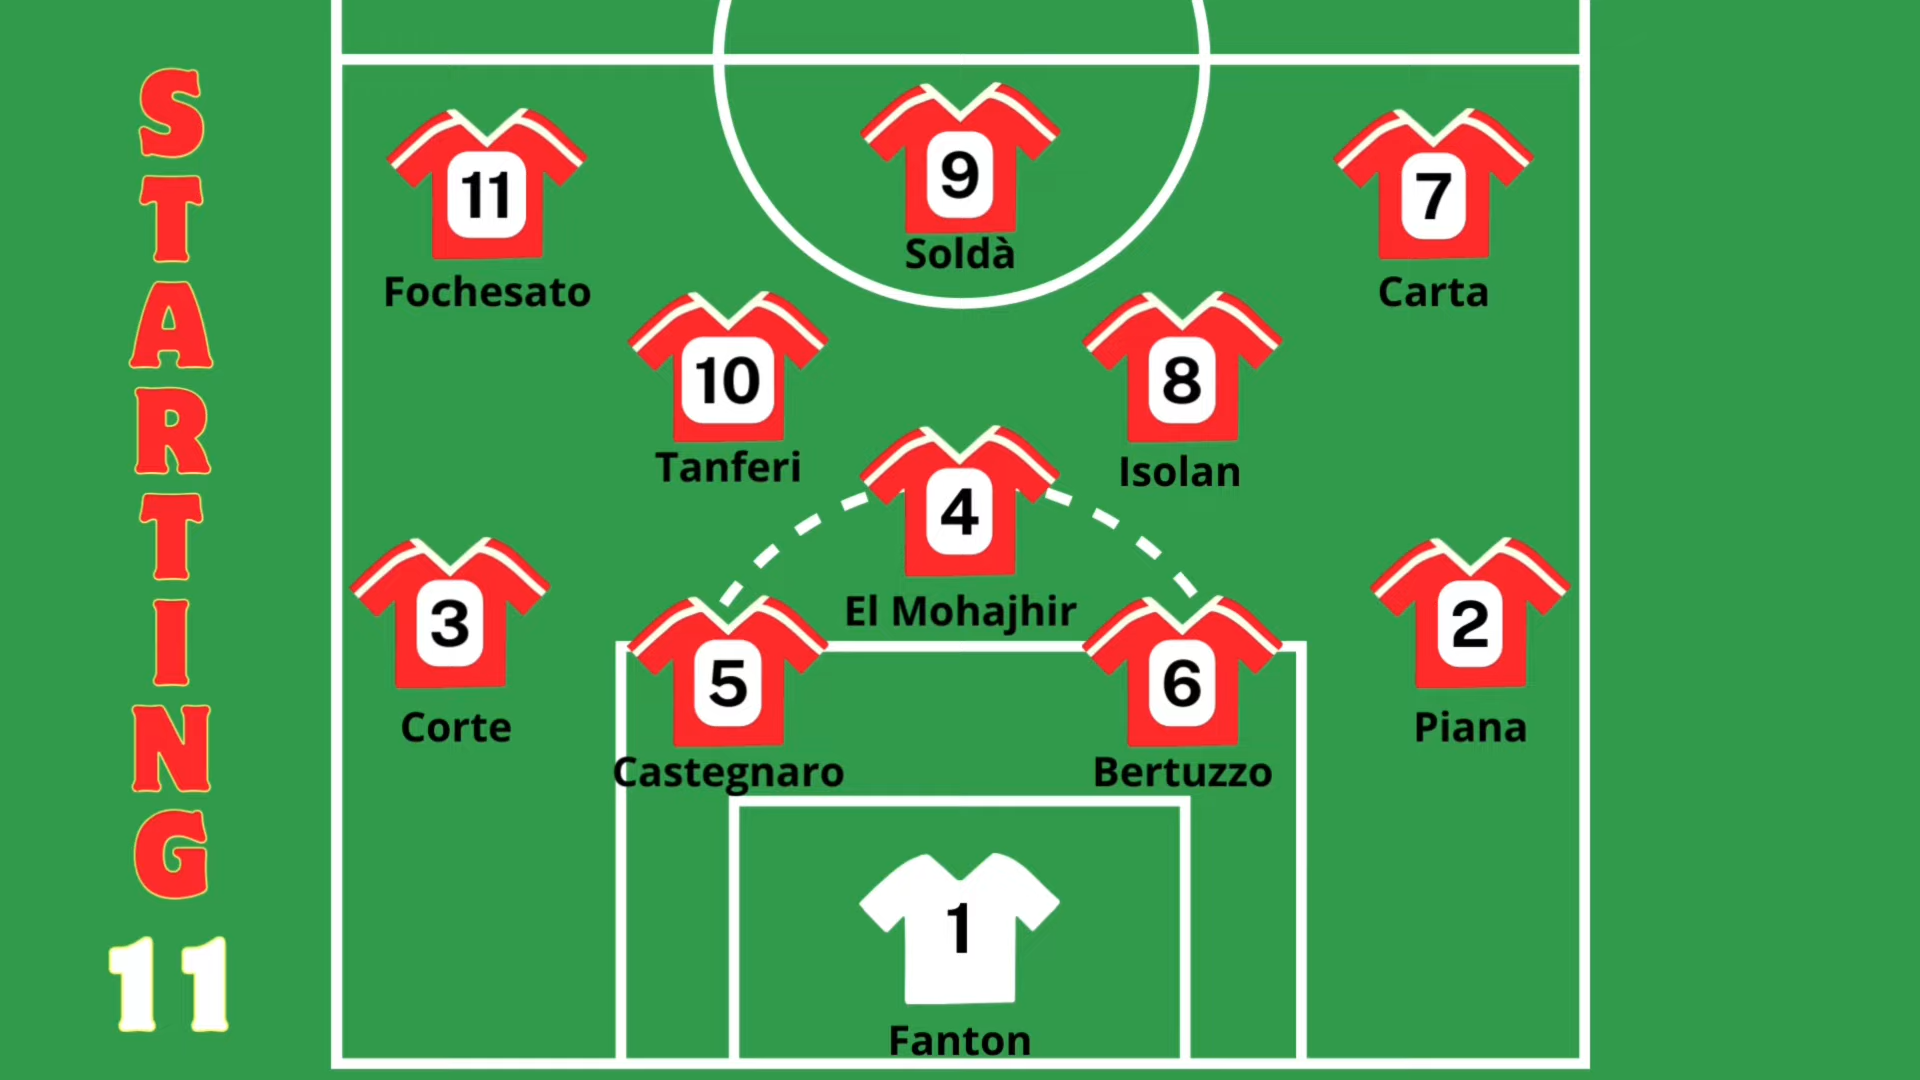 STARTING
11
11
Fochesato
9
Soldà
7
Carta
10
Tanferi
8
Isolan
4
El Mohajhir
3
Corte
5
Castegnaro
6
Bertuzzo
2
Piana
1
Fanton